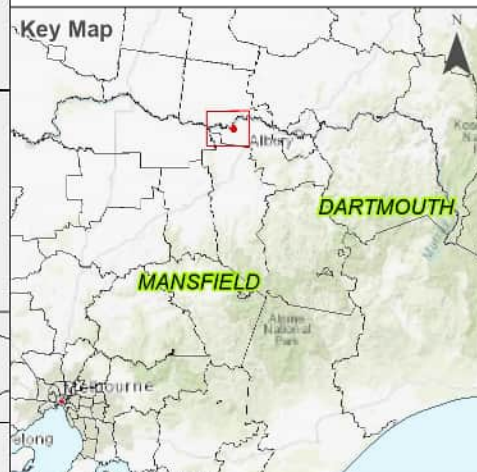 Key Map
N
Albury
DARTMOUTH
MANSFIELD
Alpine
National
Park
Melbourne
elong